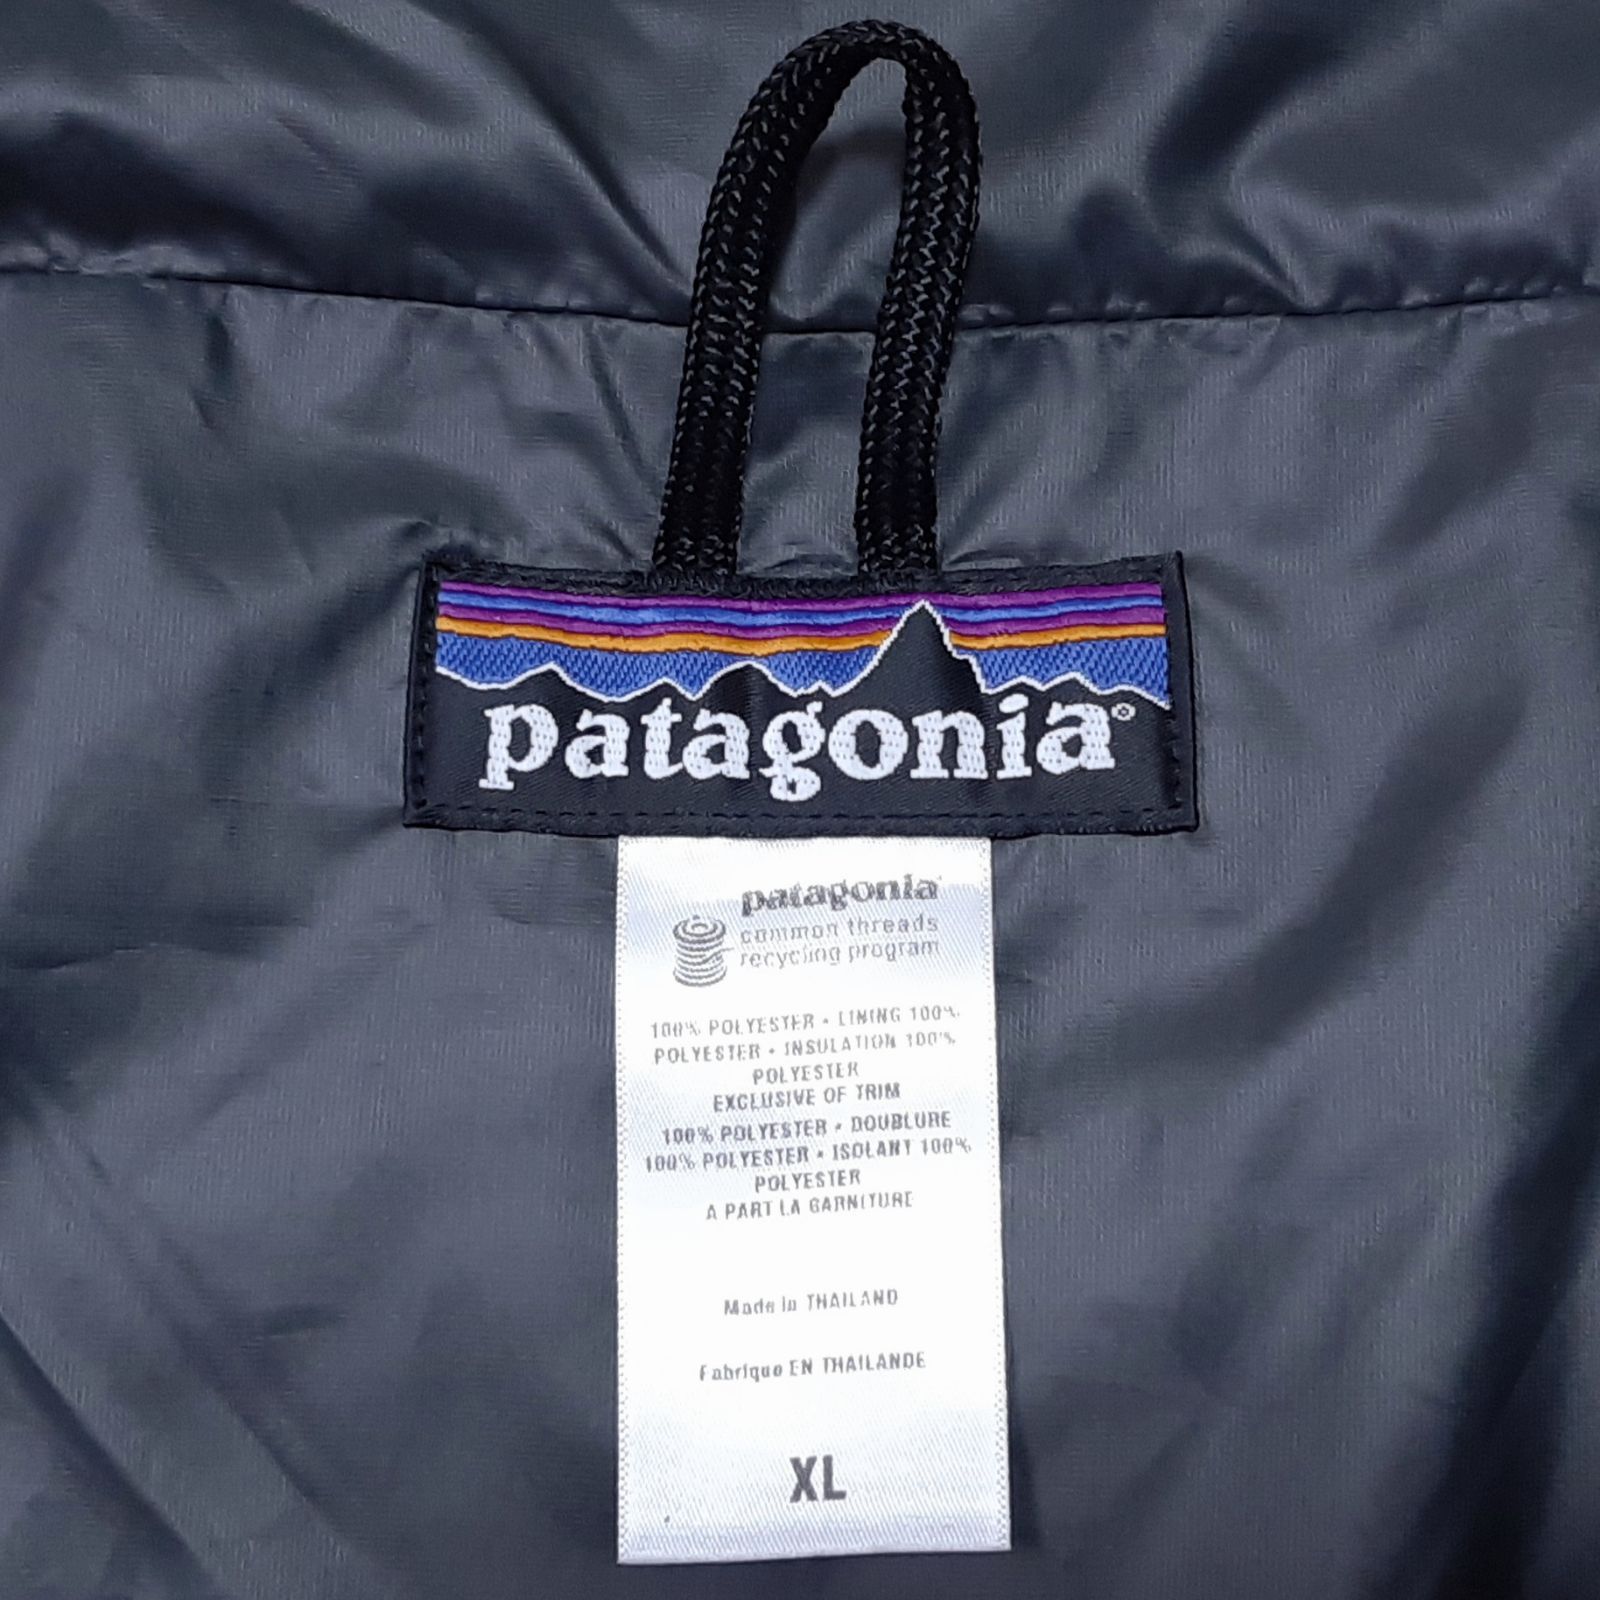 patagonia®
patagonia
common threads
recycling program
100% POLYESTER • LINING 100%
POLYESTER • INSULATION 100%
POLYESTER
EXCLUSIVE OF TRIM
100% POLYESTER • DOUBLURE
100% POLYESTER • ISOLANT 100%
POLYESTER
A PART LA GARNITURE
Made in THAILAND
Fabrique EN THAILANDE
XL